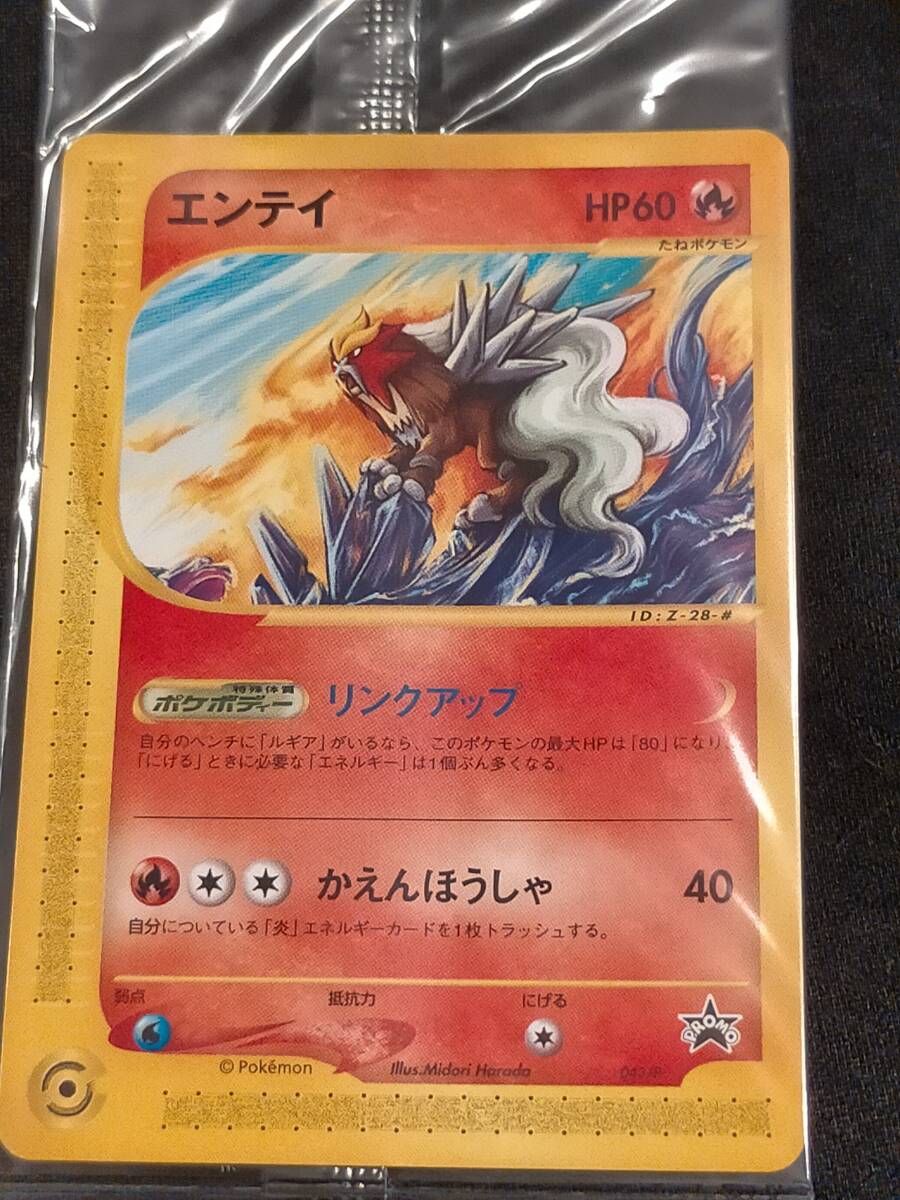 エンテイ HP60
たねポケモン
ID : Z-28-#
特殊体質
ポケボディー リンクアップ
自分のベンチに「ルギア」がいるなら、このポケモンの最大HPは「80」になり、
「にげる」ときに必要な「エネルギー」は1個ぶん多くなる。
かえんほうしゃ 40
自分についている「炎」エネルギーカードを1枚トラッシュする。
弱点 抵抗力 にげる
PROMO
© Pokémon Illus.Midori Harada 043/P